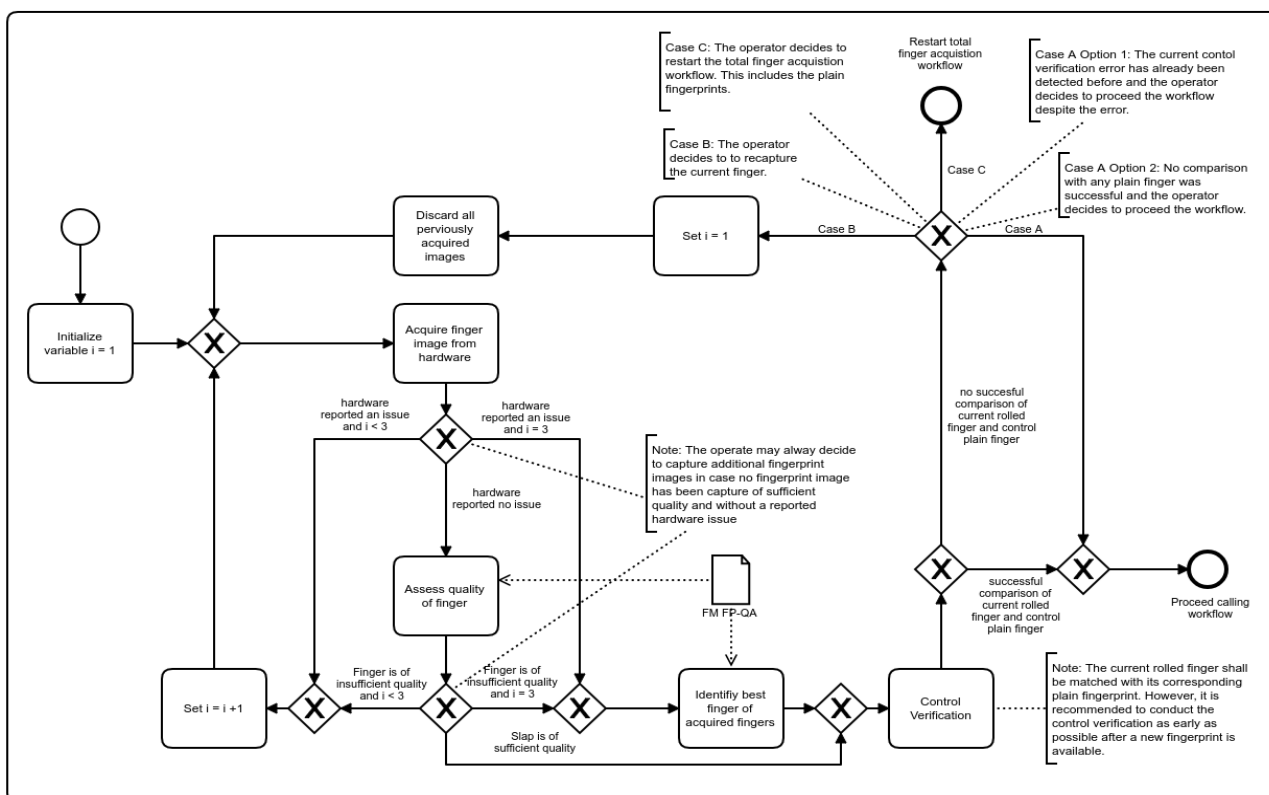 Case C: The operator decides to
restart the total finger acquistion
workflow. This includes the plain
fingerprints.
Restart total
finger acquistion
workflow
Case A Option 1: The current contol
verification error has already been
detected before and the operator
decides to proceed the workflow
despite the error.
Case B: The operator
decides to to recapture
the current finger.
Case C
Case A Option 2: No comparison
with any plain finger was
successful and the operator
decides to proceed the workflow.
Discard all
perviously
acquired
images
Set i = 1
Case B
X
Case A
Initialize
variable i = 1
X
Acquire finger
image from
hardware
hardware
reported an issue
and i < 3
hardware
reported an issue
and i = 3
X
no succesful
comparison of
current rolled
finger and control
plain finger
Note: The operate may alway decide
to capture additional fingerprint
images in case no fingerprint image
has been capture of sufficient
quality and without a reported
hardware issue
hardware
reported no issue
Assess quality
of finger
FM FP-QA
X
successful
comparison of
current rolled
finger and control
plain finger
X
Proceed calling
workflow
Set i = i +1
X
Finger is of
insufficient quality
and i < 3
X
Finger is of
insufficient quality
and i = 3
X
Slap is of
sufficient quality
Identifiy best
finger of
acquired fingers
X
Control
Verification
Note: The current rolled finger shall
be matched with its corresponding
plain fingerprint. However, it is
recommended to conduct the
control verification as early as
possible after a new fingerprint is
available.